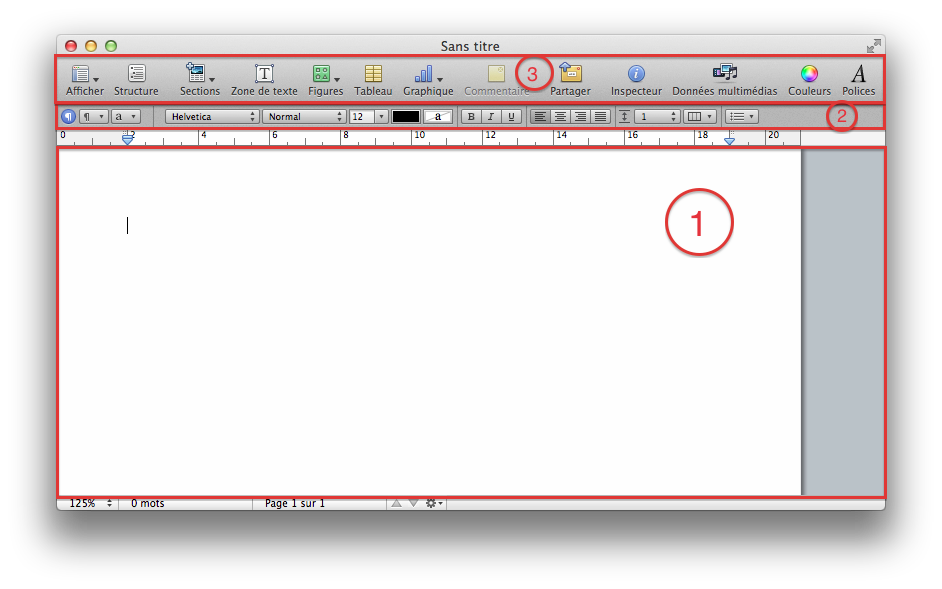 Sans titre
Afficher Structure Sections Zone de texte Figures Tableau Graphique Commentaire 3 Partager Inspecteur Données multimédias Couleurs Polices
¶ ¶ a Helvetica Normal 12 a B I U 1 2
0 2 4 6 8 10 12 14 16 18 20
1
125% 0 mots Page 1 sur 1